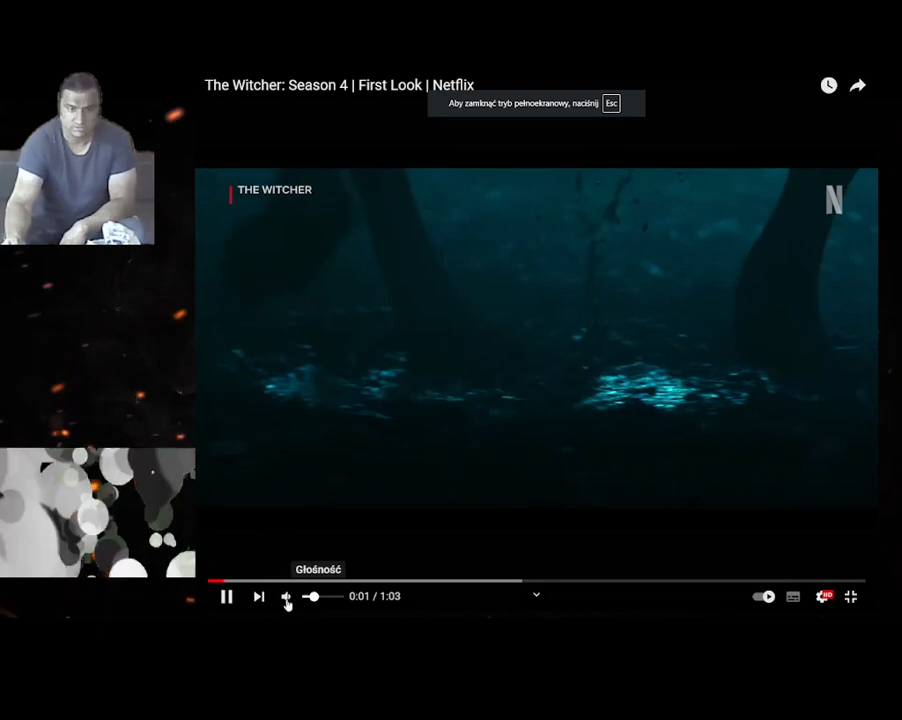 The Witcher: Season 4 | First Look | Netflix
Aby zamknąć tryb pełnoekranowy, naciśnij Esc
THE WITCHER
N
Głośność
0:01 / 1:03
HD